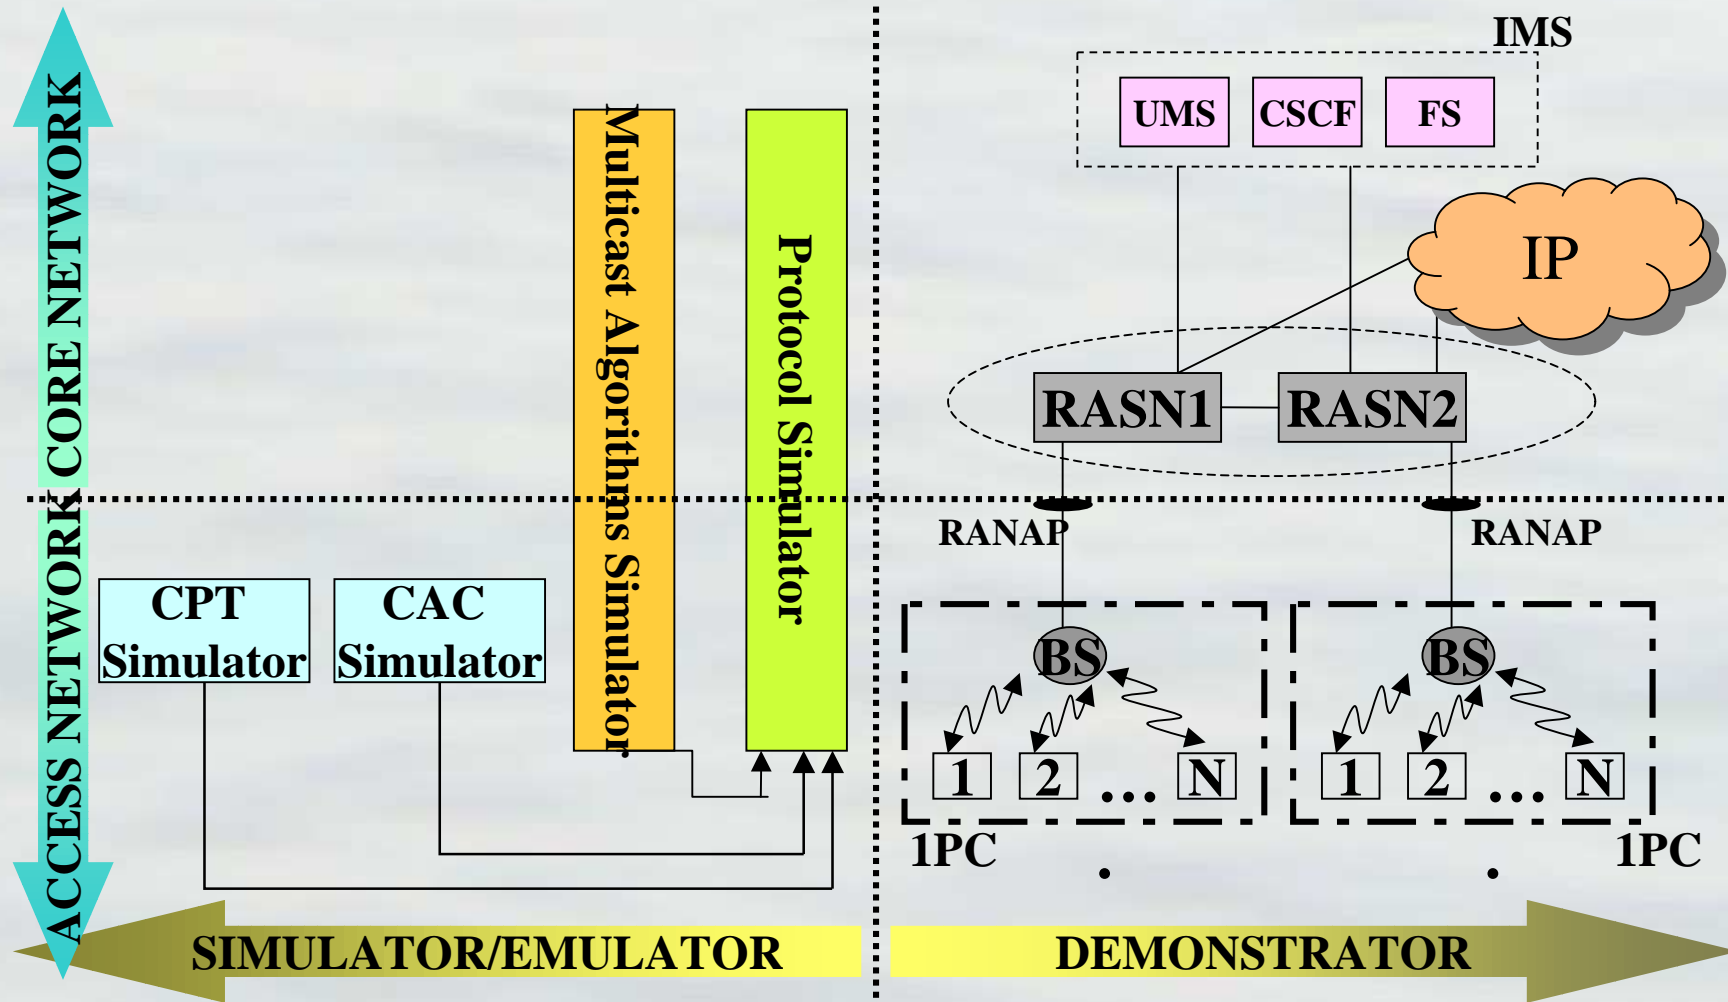 CORE NETWORK
ACCESS NETWORK
CPT
Simulator
CAC
Simulator
Multicast Algorithms Simulator
Protocol Simulator
SIMULATOR/EMULATOR
IMS
UMS
CSCF
FS
IP
RASN1
RASN2
RANAP
RANAP
BS
1
2
...
N
1PC
.
BS
1
2
...
N
1PC
.
DEMONSTRATOR